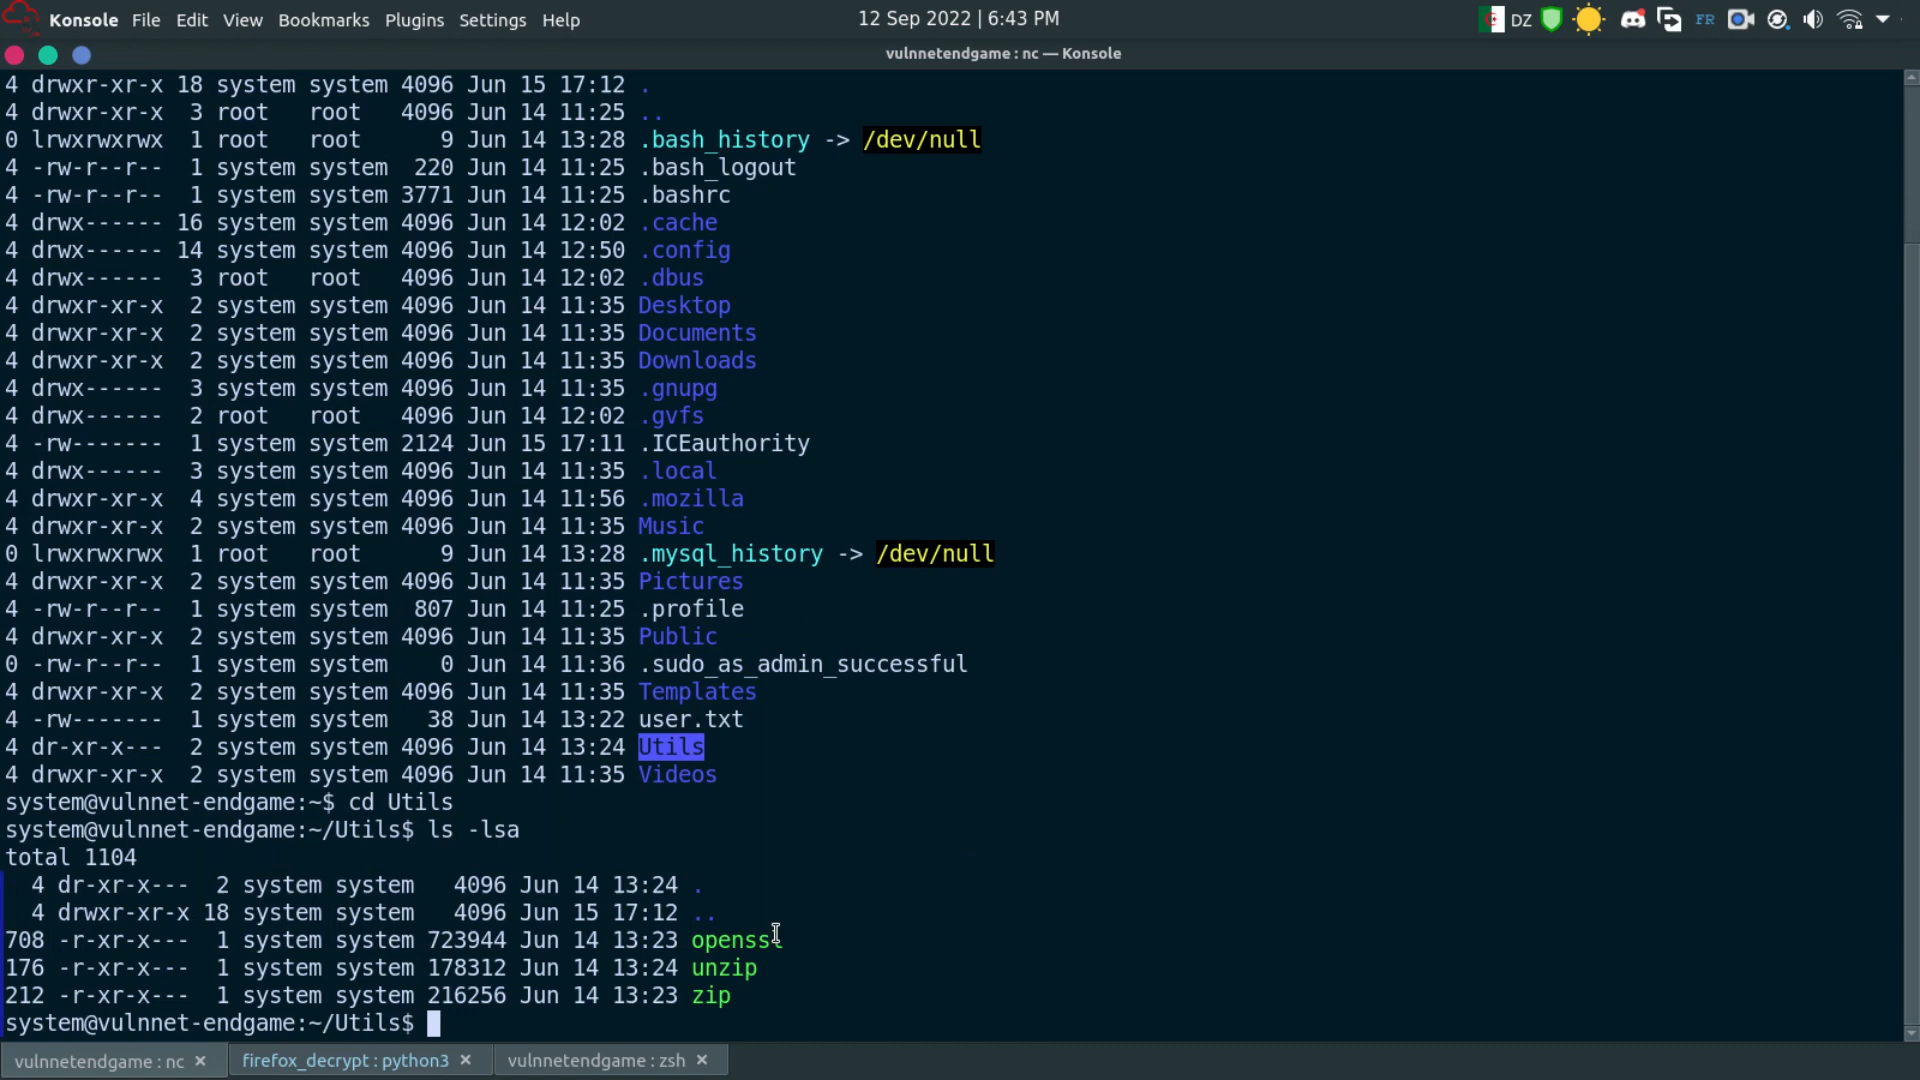 Konsole File Edit View Bookmarks Plugins Settings Help 12 Sep 2022 | 6:43 PM DZ FR
vulnnetendgame : nc — Konsole
4 drwxr-xr-x 18 system system 4096 Jun 15 17:12 .
4 drwxr-xr-x 3 root root 4096 Jun 14 11:25 ..
0 lrwxrwxrwx 1 root root 9 Jun 14 13:28 .bash_history -> /dev/null
4 -rw-r--r-- 1 system system 220 Jun 14 11:25 .bash_logout
4 -rw-r--r-- 1 system system 3771 Jun 14 11:25 .bashrc
4 drwx------ 16 system system 4096 Jun 14 12:02 .cache
4 drwx------ 14 system system 4096 Jun 14 12:50 .config
4 drwx------ 3 root root 4096 Jun 14 12:02 .dbus
4 drwxr-xr-x 2 system system 4096 Jun 14 11:35 Desktop
4 drwxr-xr-x 2 system system 4096 Jun 14 11:35 Documents
4 drwxr-xr-x 2 system system 4096 Jun 14 11:35 Downloads
4 drwx------ 3 system system 4096 Jun 14 11:35 .gnupg
4 drwx------ 2 root root 4096 Jun 14 12:02 .gvfs
4 -rw------- 1 system system 2124 Jun 15 17:11 .ICEauthority
4 drwx------ 3 system system 4096 Jun 14 11:35 .local
4 drwxr-xr-x 4 system system 4096 Jun 14 11:56 .mozilla
4 drwxr-xr-x 2 system system 4096 Jun 14 11:35 Music
0 lrwxrwxrwx 1 root root 9 Jun 14 13:28 .mysql_history -> /dev/null
4 drwxr-xr-x 2 system system 4096 Jun 14 11:35 Pictures
4 -rw-r--r-- 1 system system 807 Jun 14 11:25 .profile
4 drwxr-xr-x 2 system system 4096 Jun 14 11:35 Public
0 -rw-r--r-- 1 system system 0 Jun 14 11:36 .sudo_as_admin_successful
4 drwxr-xr-x 2 system system 4096 Jun 14 11:35 Templates
4 -rw------- 1 system system 38 Jun 14 13:22 user.txt
4 dr-xr-x--- 2 system system 4096 Jun 14 13:24 Utils
4 drwxr-xr-x 2 system system 4096 Jun 14 11:35 Videos
system@vulnnet-endgame:~$ cd Utils
system@vulnnet-endgame:~/Utils$ ls -lsa
total 1104
4 dr-xr-x--- 2 system system 4096 Jun 14 13:24 .
4 drwxr-xr-x 18 system system 4096 Jun 15 17:12 ..
708 -r-xr-x--- 1 system system 723944 Jun 14 13:23 openssl
176 -r-xr-x--- 1 system system 178312 Jun 14 13:24 unzip
212 -r-xr-x--- 1 system system 216256 Jun 14 13:23 zip
system@vulnnet-endgame:~/Utils$
vulnnetendgame : nc firefox_decrypt : python3 vulnnetendgame : zsh